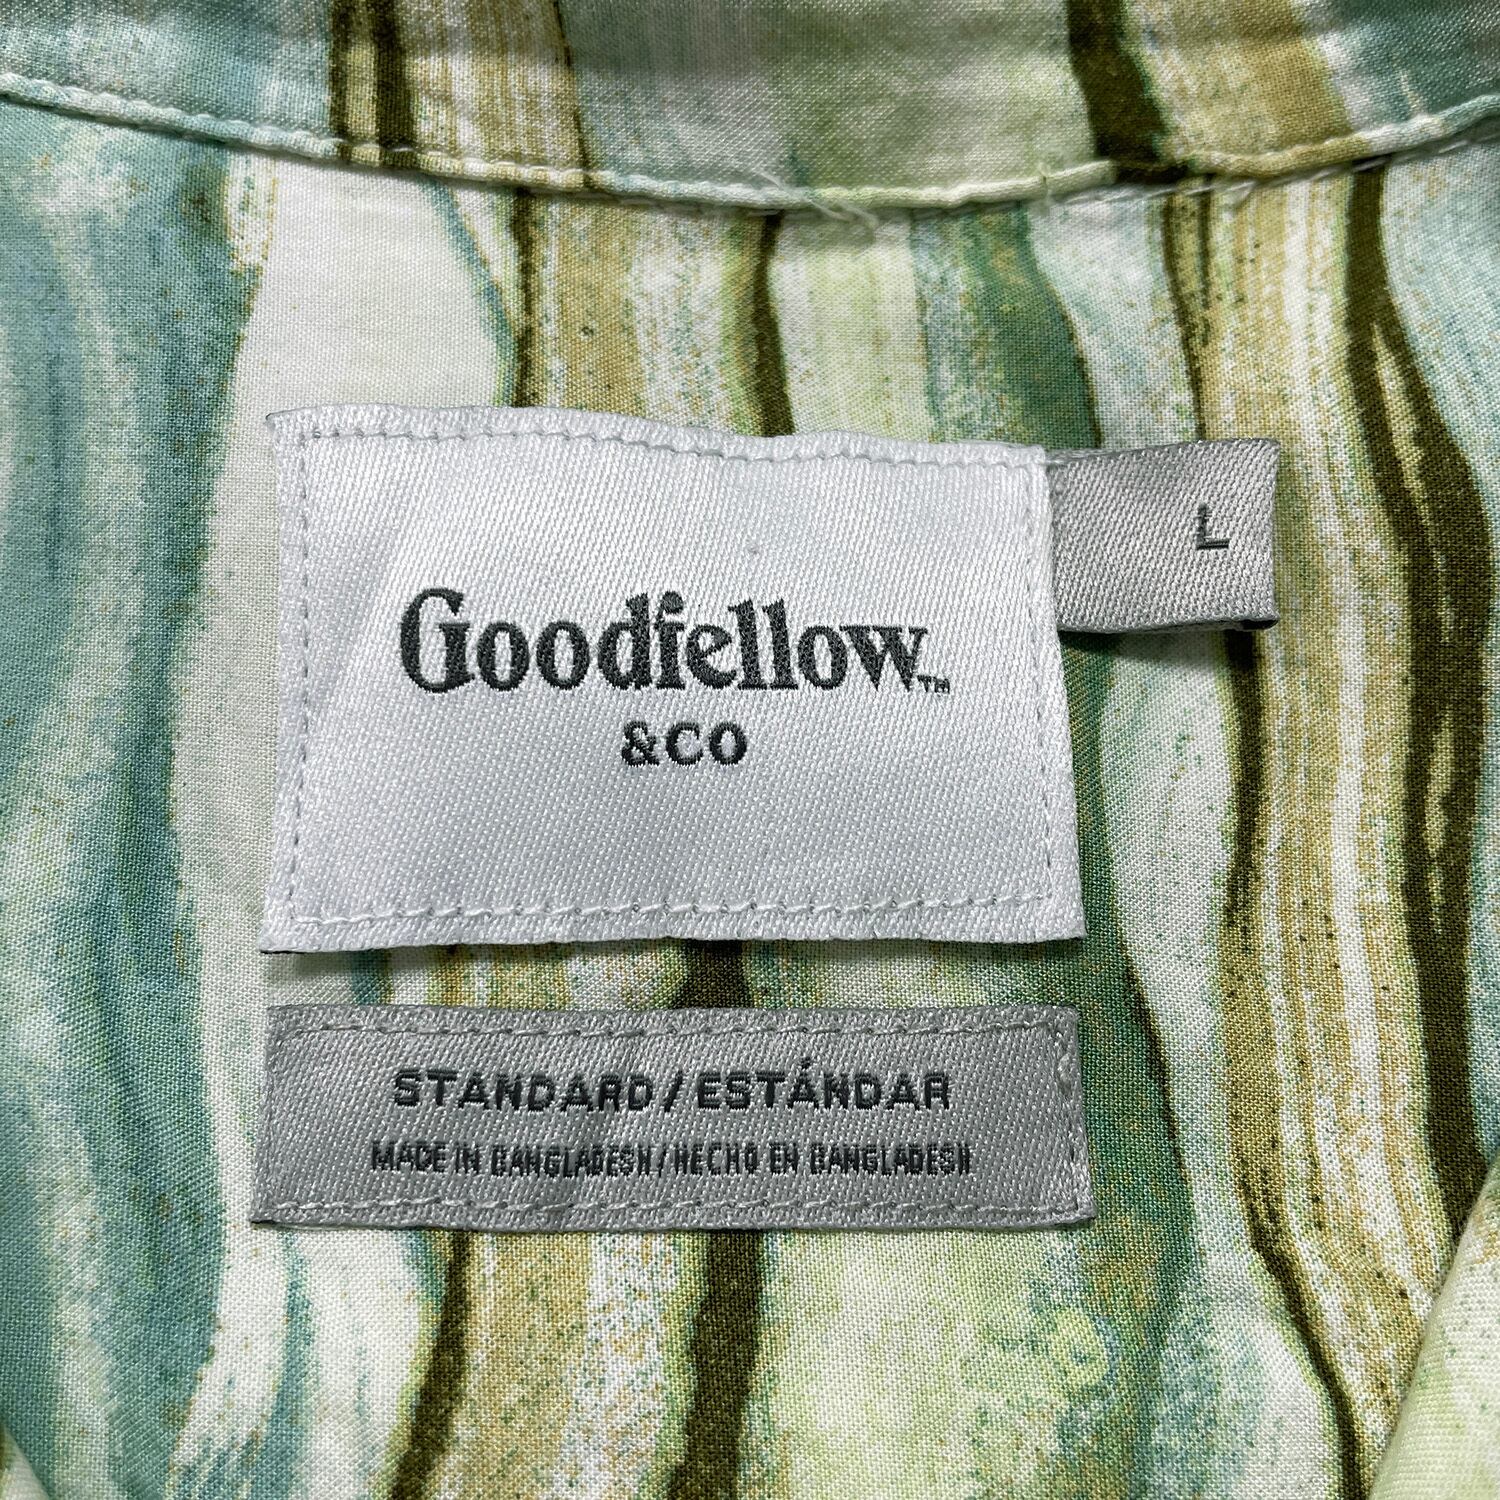 Goodfellow™
&CO
L
STANDARD/ESTÁNDAR
MADE IN BANGLADESH/HECHO EN BANGLADESH